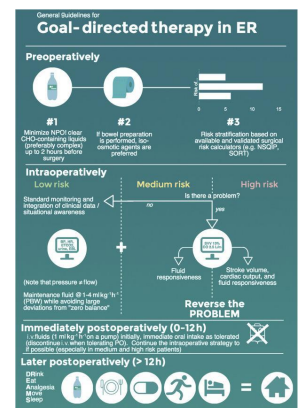 General Guidelines for
Goal- directed therapy in ER
Preoperatively
Risk of
0 5 10 15
#1
Minimize NPO! clear
CHO-containing liquids
(preferably complex)
up to 2 hours before
surgery
#2
If bowel preparation
is performed, iso-
osmotic agents are
preferred
#3
Risk stratification based on
available and validated surgical
risk calculators (e.g. NSQIP,
SORT)
Intraoperatively
Low risk
Medium risk
High risk
Standard monitoring and
integration of clinical data /
situational awareness
Is there a problem?
no
yes
+
(Note that pressure ≠ flow)
Maintenance fluid @ 1-4 ml·kg⁻¹·h⁻¹
(PBW) while avoiding large
deviations from "zero balance"
Fluid
responsiveness
Stroke volume,
cardiac output, and
fluid responsiveness
Reverse the
PROBLEM
Immediately postoperatively (0-12h)
i.v fluids (1 ml·kg⁻¹·h⁻¹ on a pump) initially, immediate oral intake as tolerated
(discontinue i.v. when tolerating PO). Continue the intraoperative strategy to
if possible (especially in medium and high risk patients)
Later postoperatively (> 12h)
DRink
Eat
Analgesia
Move
Sleep
+ + + + =